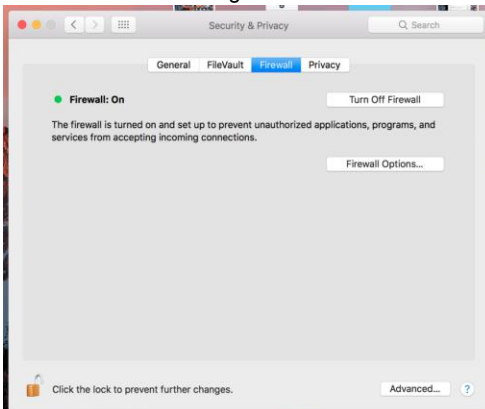 Security & Privacy
Search
General FileVault Firewall Privacy
Firewall: On
Turn Off Firewall
The firewall is turned on and set up to prevent unauthorized applications, programs, and
services from accepting incoming connections.
Firewall Options...
Click the lock to prevent further changes.
Advanced...
?